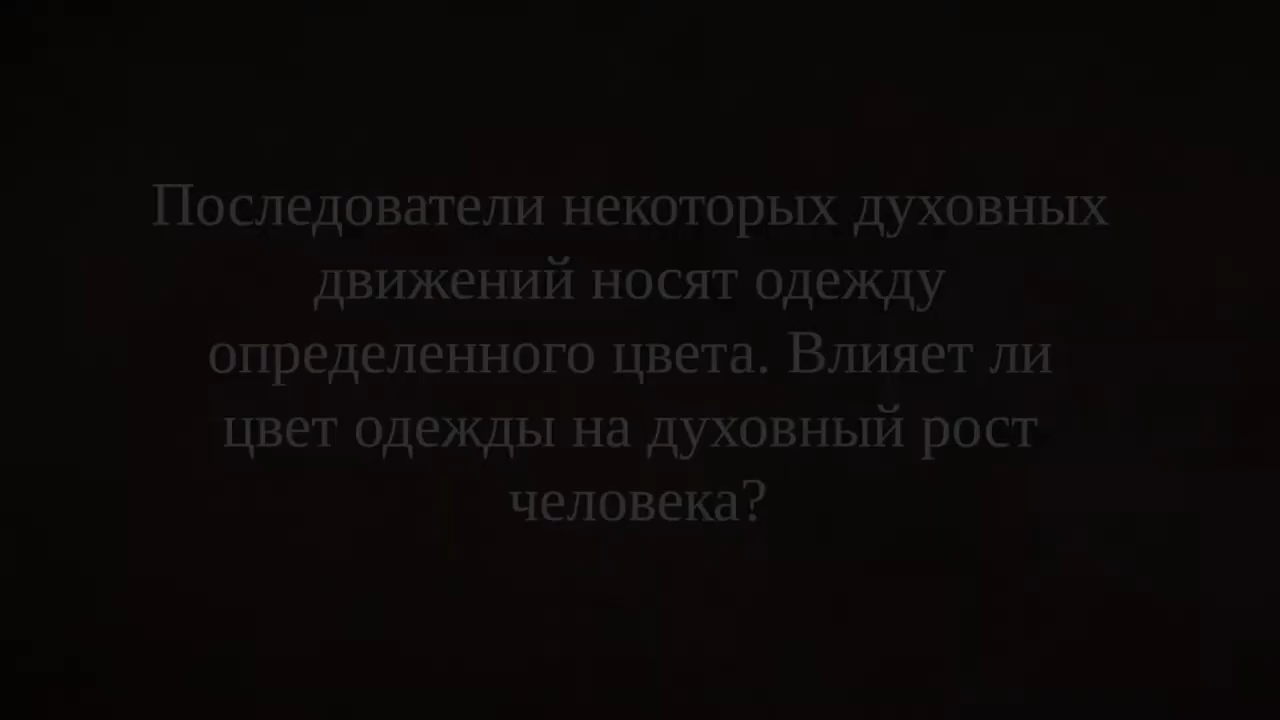 Последователи некоторых духовных
движений носят одежду
определенного цвета. Влияет ли
цвет одежды на духовный рост
человека?